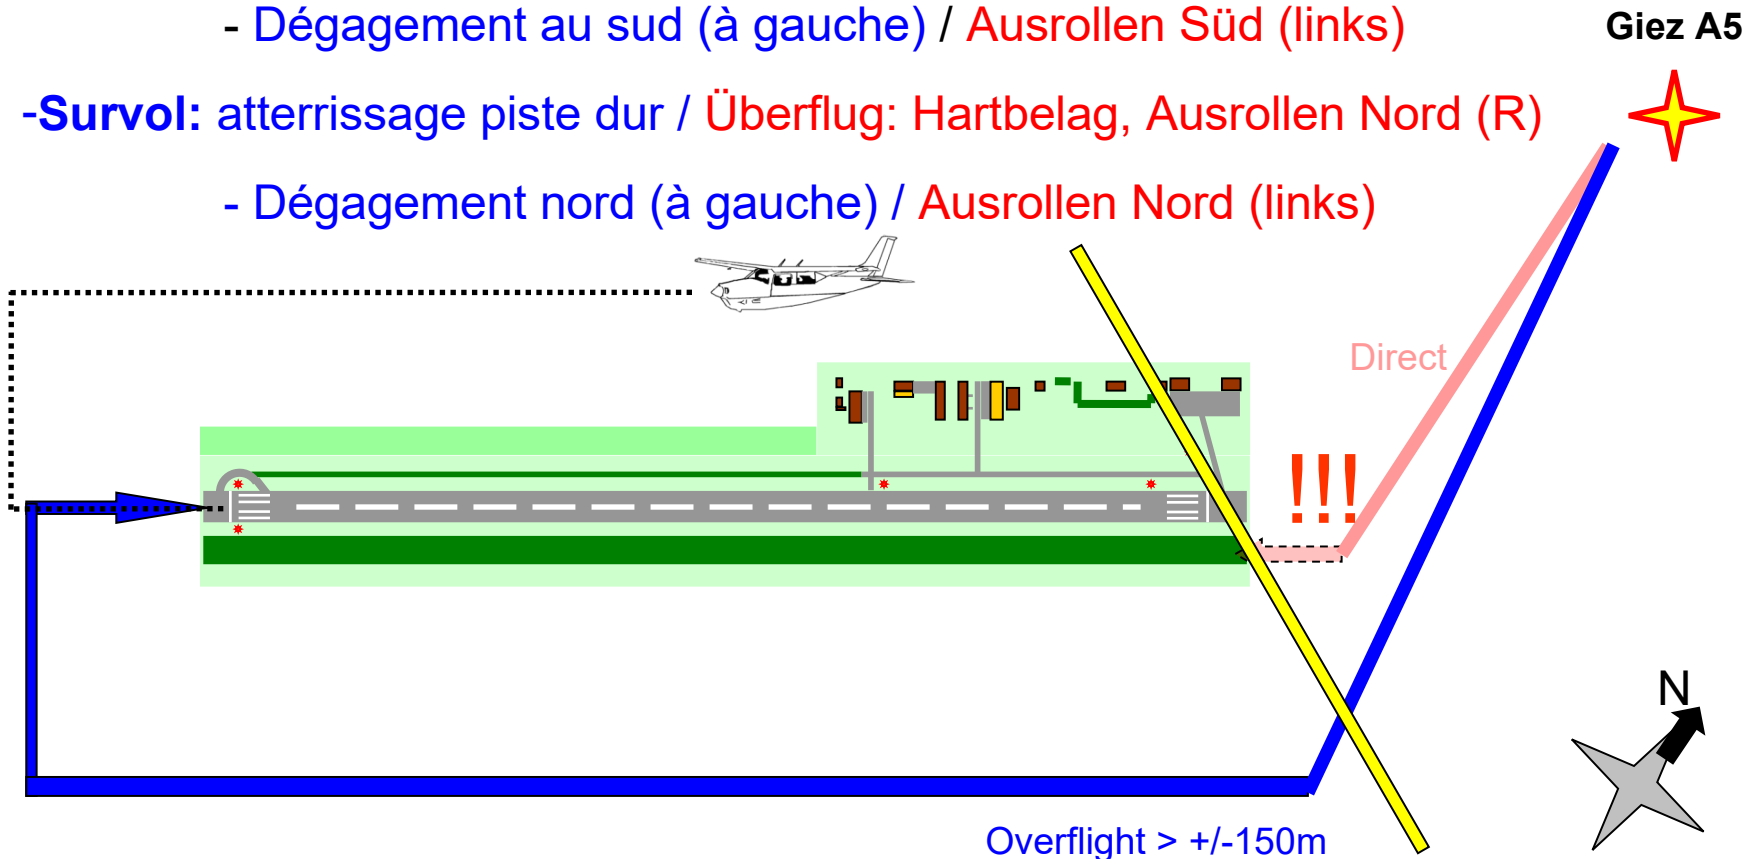 - Dégagement au sud (à gauche) / Ausrollen Süd (links)
Giez A5
-Survol: atterrissage piste dur / Überflug: Hartbelag, Ausrollen Nord (R)
- Dégagement nord (à gauche) / Ausrollen Nord (links)
Direct
!!!
N
Overflight > +/-150m